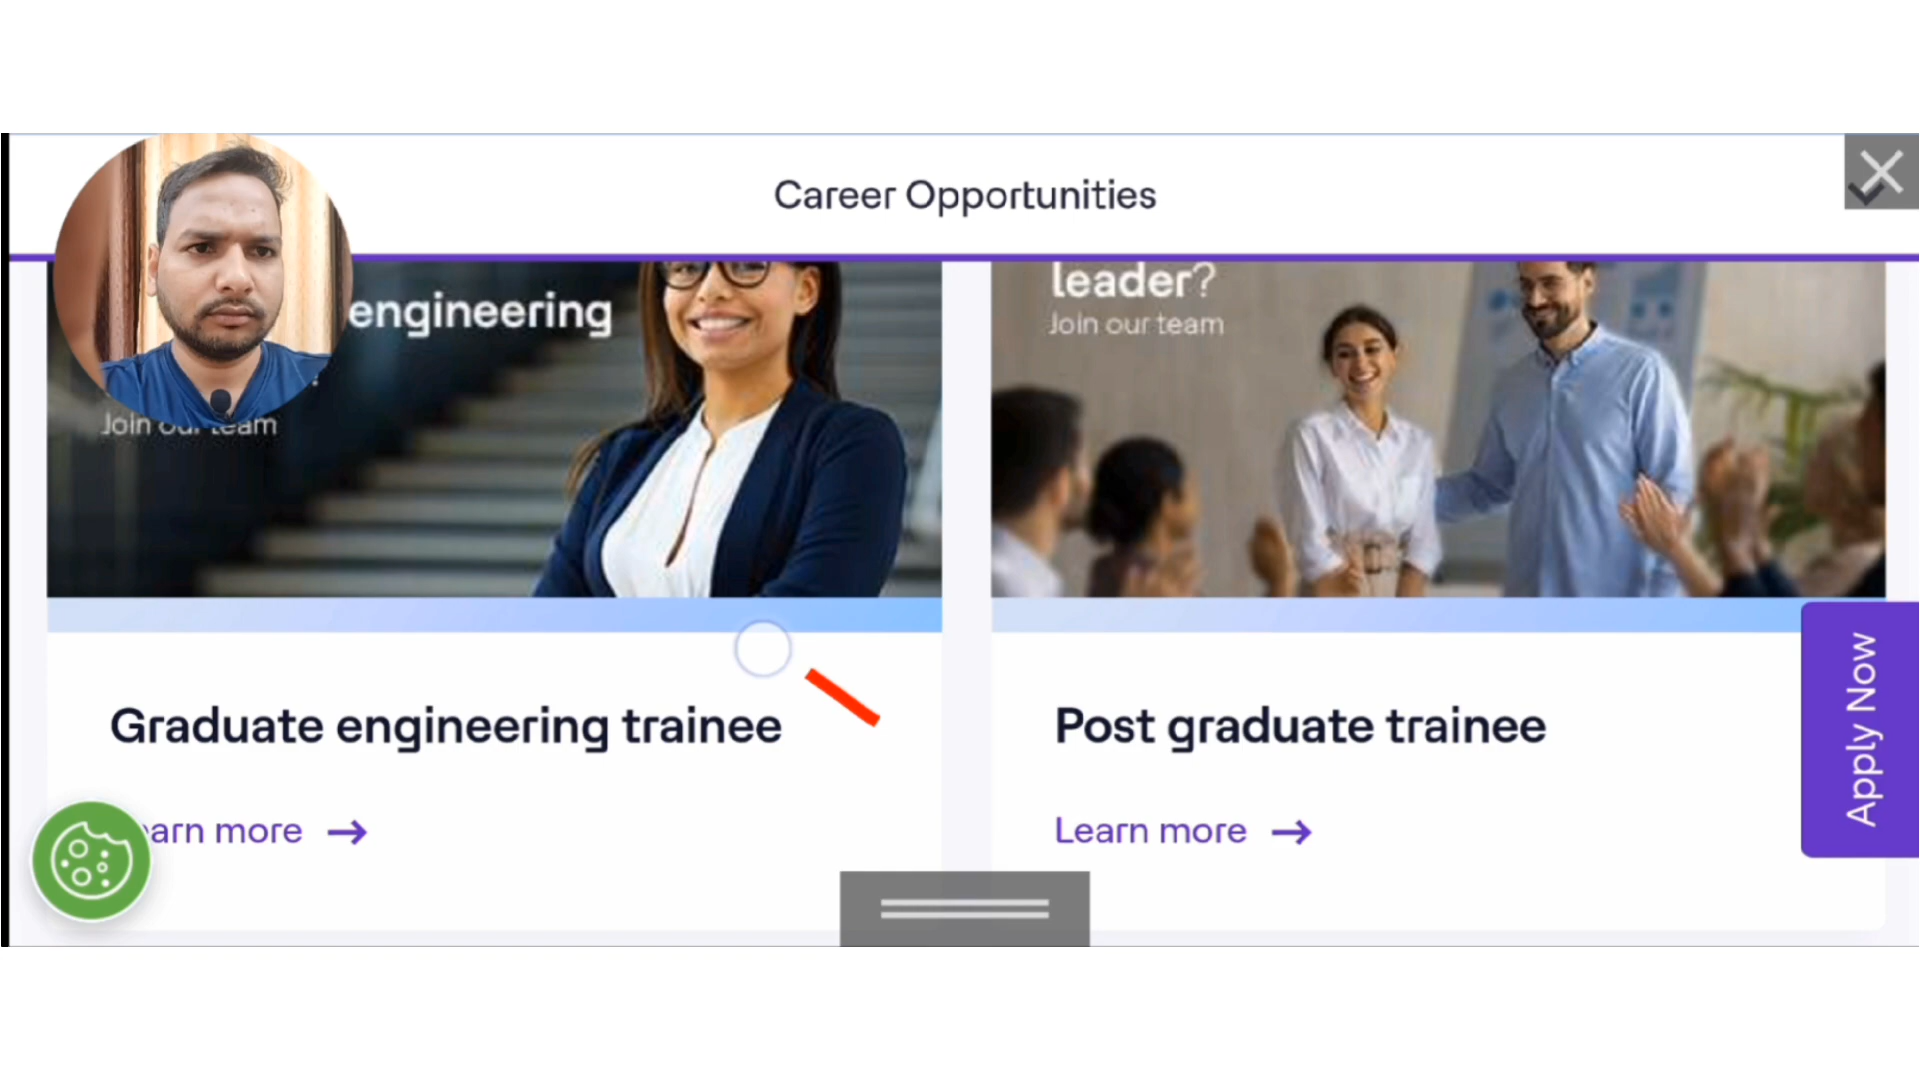 Career Opportunities
engineering
Join our team
leader?
Join our team
Graduate engineering trainee
arn more
Post graduate trainee
Learn more
Apply Now